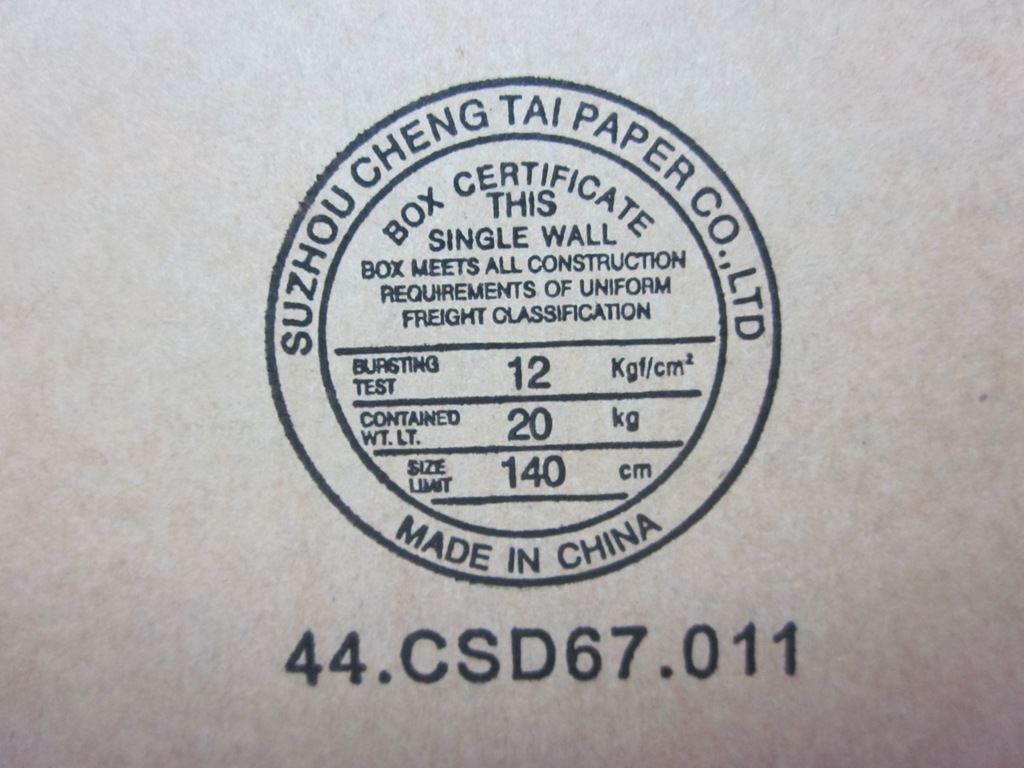 SUZHOU CHENG TAI PAPER CO.,LTD
BOX CERTIFICATE
THIS
SINGLE WALL
BOX MEETS ALL CONSTRUCTION
REQUIREMENTS OF UNIFORM
FREIGHT CLASSIFICATION
BURSTING TEST 12 Kgf/cm²
CONTAINED WT. LT. 20 kg
SIZE LIMIT 140 cm
MADE IN CHINA
44.CSD67.011